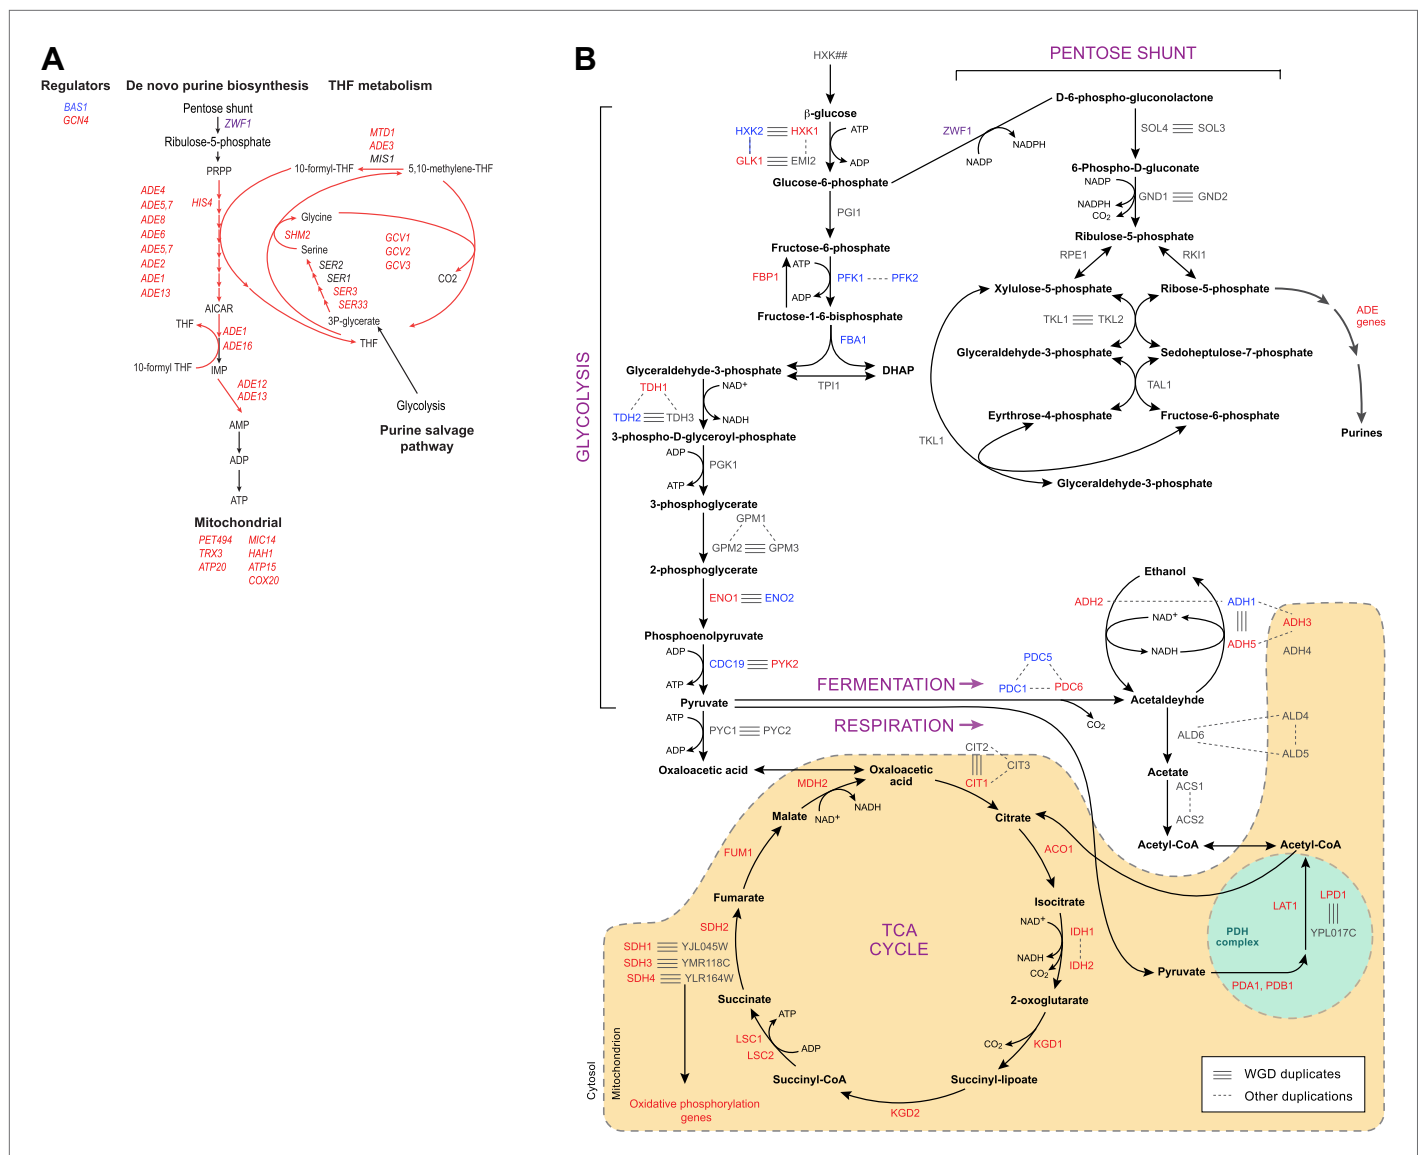 A
Regulators
BAS1
GCN4
De novo purine biosynthesis
THF metabolism
Pentose shunt
ZWF1
Ribulose-5-phosphate
PRPP
ADE4
ADE5,7
ADE8
ADE6
ADE5,7
ADE2
ADE1
ADE13
HIS4
AICAR
THF
ADE1
ADE16
10-formyl THF
IMP
ADE12
ADE13
AMP
ADP
ATP
MTD1
ADE3
MIS1
10-formyl-THF
5,10-methylene-THF
Glycine
SHM2
Serine
GCV1
GCV2
GCV3
SER2
SER1
SER3
SER33
CO2
3P-glycerate
THF
Glycolysis
Purine salvage
pathway
Mitochondrial
PET494
TRX3
ATP20
MIC14
HAH1
ATP15
COX20
B
GLYCOLYSIS
HXK##
β-glucose
HXK2
HXK1
GLK1
EMI2
ATP
ADP
Glucose-6-phosphate
PGI1
Fructose-6-phosphate
FBP1
ATP
ADP
PFK1
PFK2
Fructose-1-6-bisphosphate
FBA1
Glyceraldehyde-3-phosphate
DHAP
TPI1
TDH1
TDH2
TDH3
NAD+
NADH
3-phospho-D-glyceroyl-phosphate
ADP
ATP
PGK1
3-phosphoglycerate
GPM1
GPM2
GPM3
2-phosphoglycerate
ENO1
ENO2
Phosphoenolpyruvate
ADP
ATP
CDC19
PYK2
Pyruvate
ATP
ADP
PYC1
PYC2
Oxaloacetic acid
PENTOSE SHUNT
D-6-phospho-gluconolactone
ZWF1
NADP
NADPH
SOL4
SOL3
6-Phospho-D-gluconate
NADP
NADPH
CO2
GND1
GND2
Ribulose-5-phosphate
RPE1
RKI1
Xylulose-5-phosphate
Ribose-5-phosphate
TKL1
TKL2
ADE
genes
Glyceraldehyde-3-phosphate
Sedoheptulose-7-phosphate
TAL1
Eyrthrose-4-phosphate
Fructose-6-phosphate
Purines
TKL1
Glyceraldehyde-3-phosphate
FERMENTATION
RESPIRATION
PDC5
PDC1
PDC6
CO2
Ethanol
ADH2
ADH1
ADH3
ADH5
ADH4
NAD+
NADH
Acetaldeyhde
ALD6
ALD4
ALD5
Acetate
ACS1
ACS2
Acetyl-CoA
Acetyl-CoA
Oxaloacetic
acid
CIT2
CIT3
CIT1
MDH2
NADH
NAD+
Malate
Citrate
FUM1
ACO1
Fumarate
Isocitrate
TCA
CYCLE
SDH2
SDH1
YJL045W
SDH3
YMR118C
SDH4
YLR164W
NAD+
NADH
CO2
IDH1
IDH2
Succinate
2-oxoglutarate
ATP
ADP
LSC1
LSC2
CO2
KGD1
Succinyl-CoA
Succinyl-lipoate
KGD2
Oxidative phosphorylation
genes
Cytosol
Mitochondrion
LAT1
LPD1
YPL017C
PDH
complex
Pyruvate
PDA1, PDB1
WGD duplicates
Other duplications